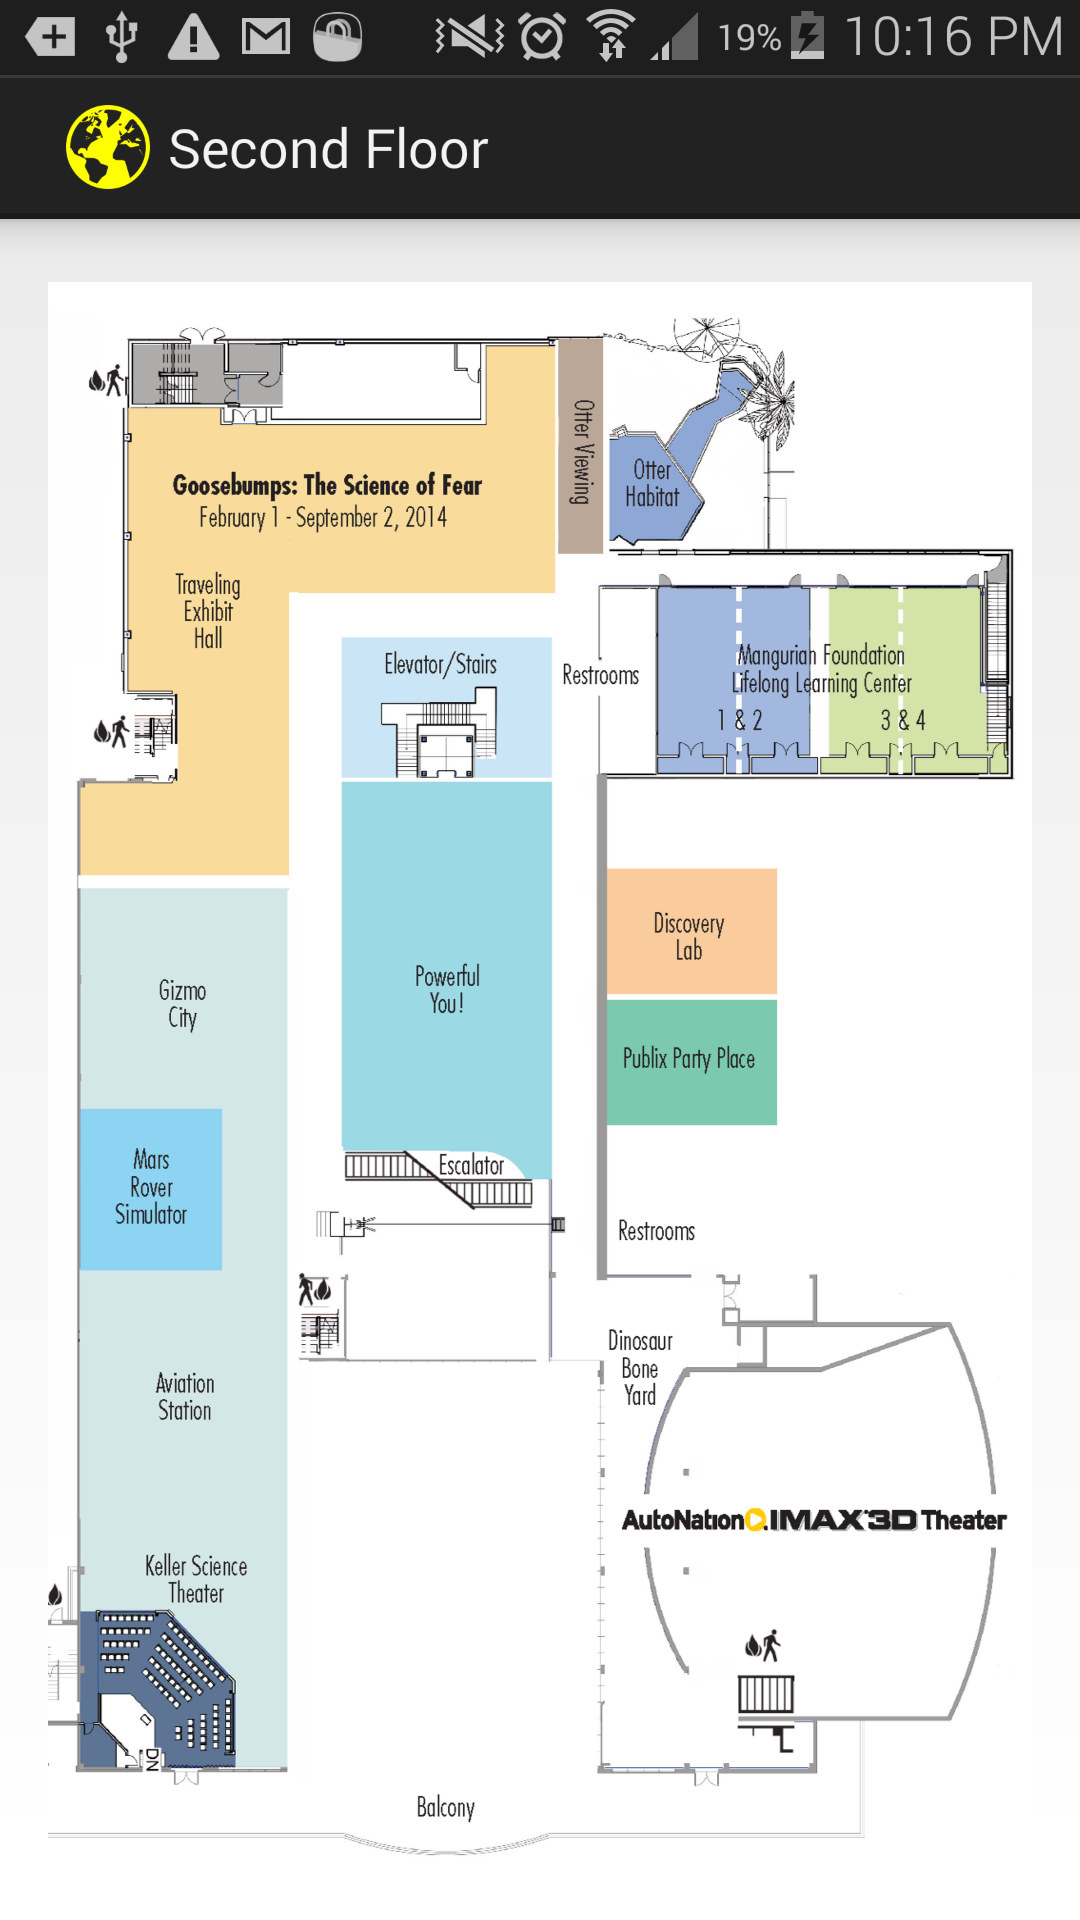 19%
10:16 PM
Second Floor
Otter Viewing
Otter
Habitat
Goosebumps: The Science of Fear
February 1 - September 2, 2014
Traveling
Exhibit
Hall
Elevator/Stairs
Restrooms
Mangurian Foundation
Lifelong Learning Center
1 & 2
3 & 4
Discovery
Lab
Powerful
You!
Gizmo
City
Publix Party Place
Mars
Rover
Simulator
Escalator
Restrooms
Dinosaur
Bone
Yard
Aviation
Station
AutoNation IMAX 3D Theater
Keller Science
Theater
DN
Balcony